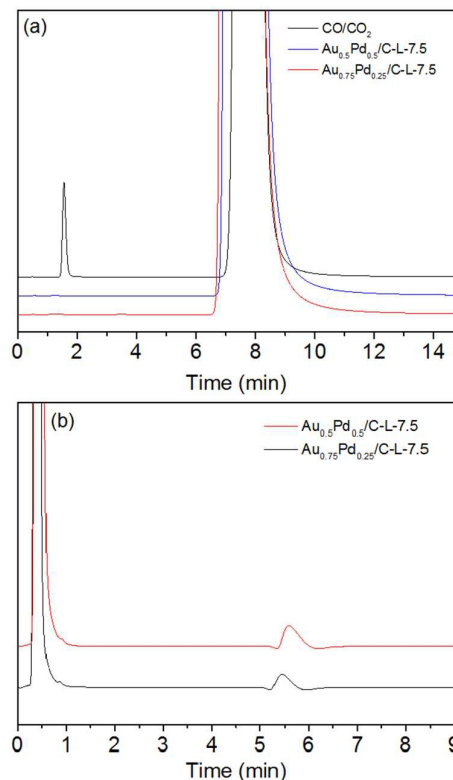 (a)
CO/CO₂
Au₀.₅Pd₀.₅/C-L-7.5
Au₀.₇₅Pd₀.₂₅/C-L-7.5
0 2 4 6 8 10 12 14
Time (min)
(b)
Au₀.₅Pd₀.₅/C-L-7.5
Au₀.₇₅Pd₀.₂₅/C-L-7.5
0 1 2 3 4 5 6 7 8 9
Time (min)